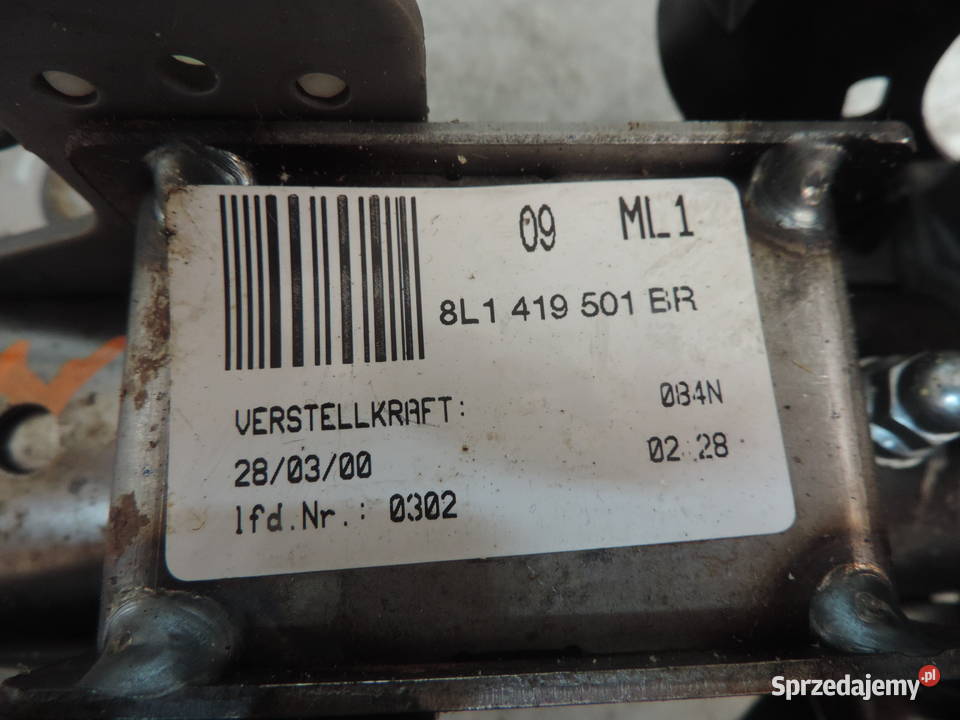 09 ML1
8L1 419 501 BR
VERSTELLKRAFT: 084N
28/03/00 02:28
lfd.Nr.: 0302
Sprzedajemy.pl